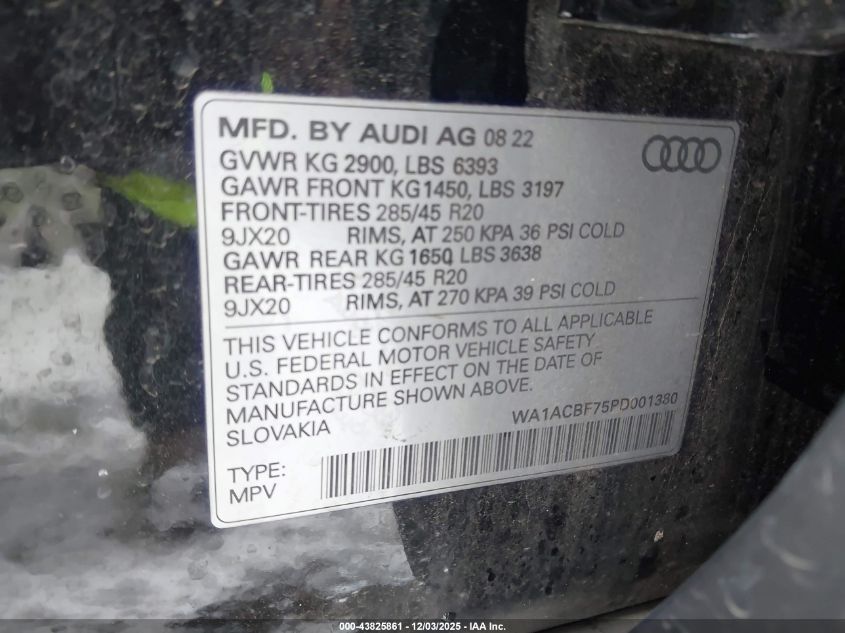 MFD. BY AUDI AG 08 22
GVWR KG 2900, LBS 6393
GAWR FRONT KG1450, LBS 3197
FRONT-TIRES 285/45 R20
9JX20 RIMS, AT 250 KPA 36 PSI COLD
GAWR REAR KG 1650, LBS 3638
REAR-TIRES 285/45 R20
9JX20 RIMS, AT 270 KPA 39 PSI COLD
THIS VEHICLE CONFORMS TO ALL APPLICABLE
U.S. FEDERAL MOTOR VEHICLE SAFETY
STANDARDS IN EFFECT ON THE DATE OF
MANUFACTURE SHOWN ABOVE.
SLOVAKIA WA1ACBF75PD001380
TYPE:
MPV
000-43825861 - 12/03/2025 - IAA Inc.